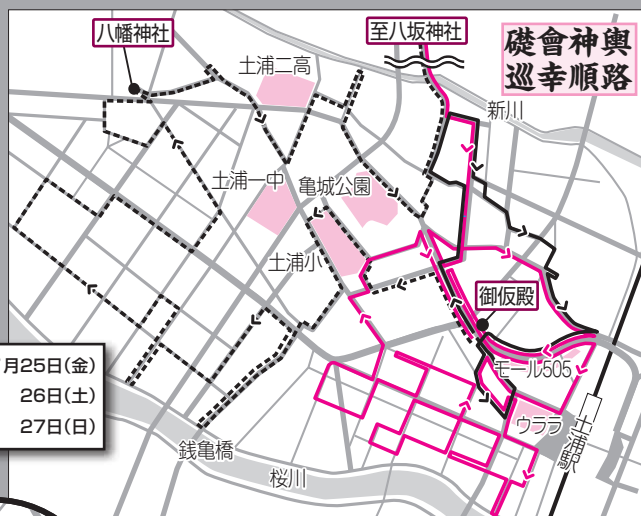 礎會神輿
巡幸順路
八幡神社
至八坂神社
土浦二高
新川
土浦一中
亀城公園
土浦小
御仮殿
モール505
ウララ
土浦駅
月25日(金)
26日(土)
27日(日)
銭亀橋
桜川